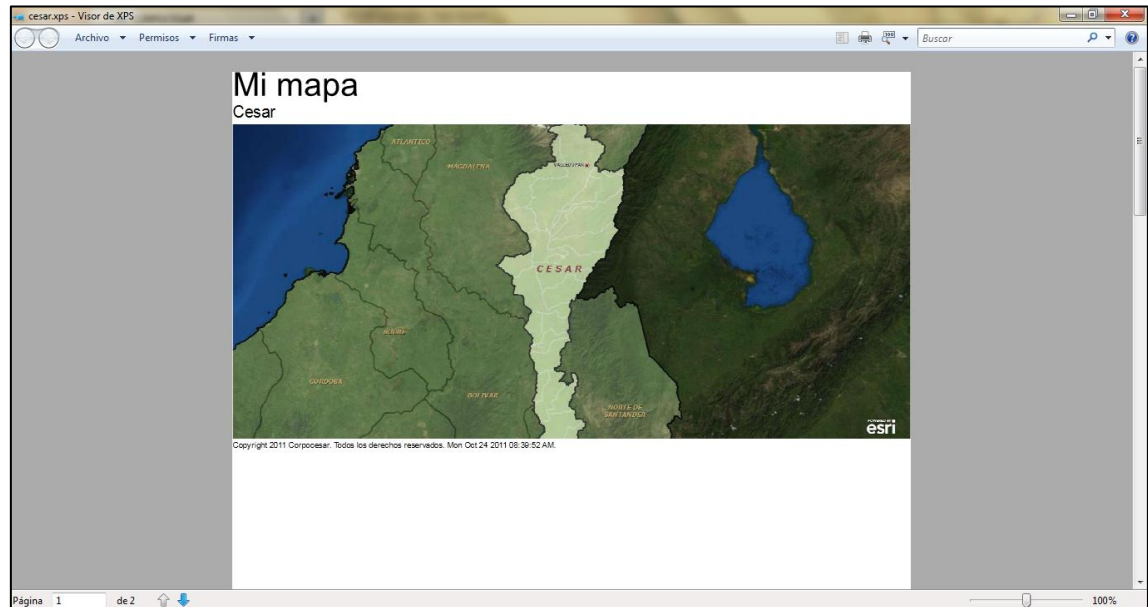 cesar.xps - Visor de XPS
Archivo Permisos Firmas
Buscar
Mi mapa
Cesar
ATLANTICO
MAGDALENA
VALLEDUPAR
CESAR
SUCRE
CORDOBA
BOLIVAR
NORTE DE
SANTANDER
POWERED BY
esri
Copyright 2011 Corpocesar. Todos los derechos reservados. Mon Oct 24 2011 08:39:52 AM.
Página 1 de 2
100%